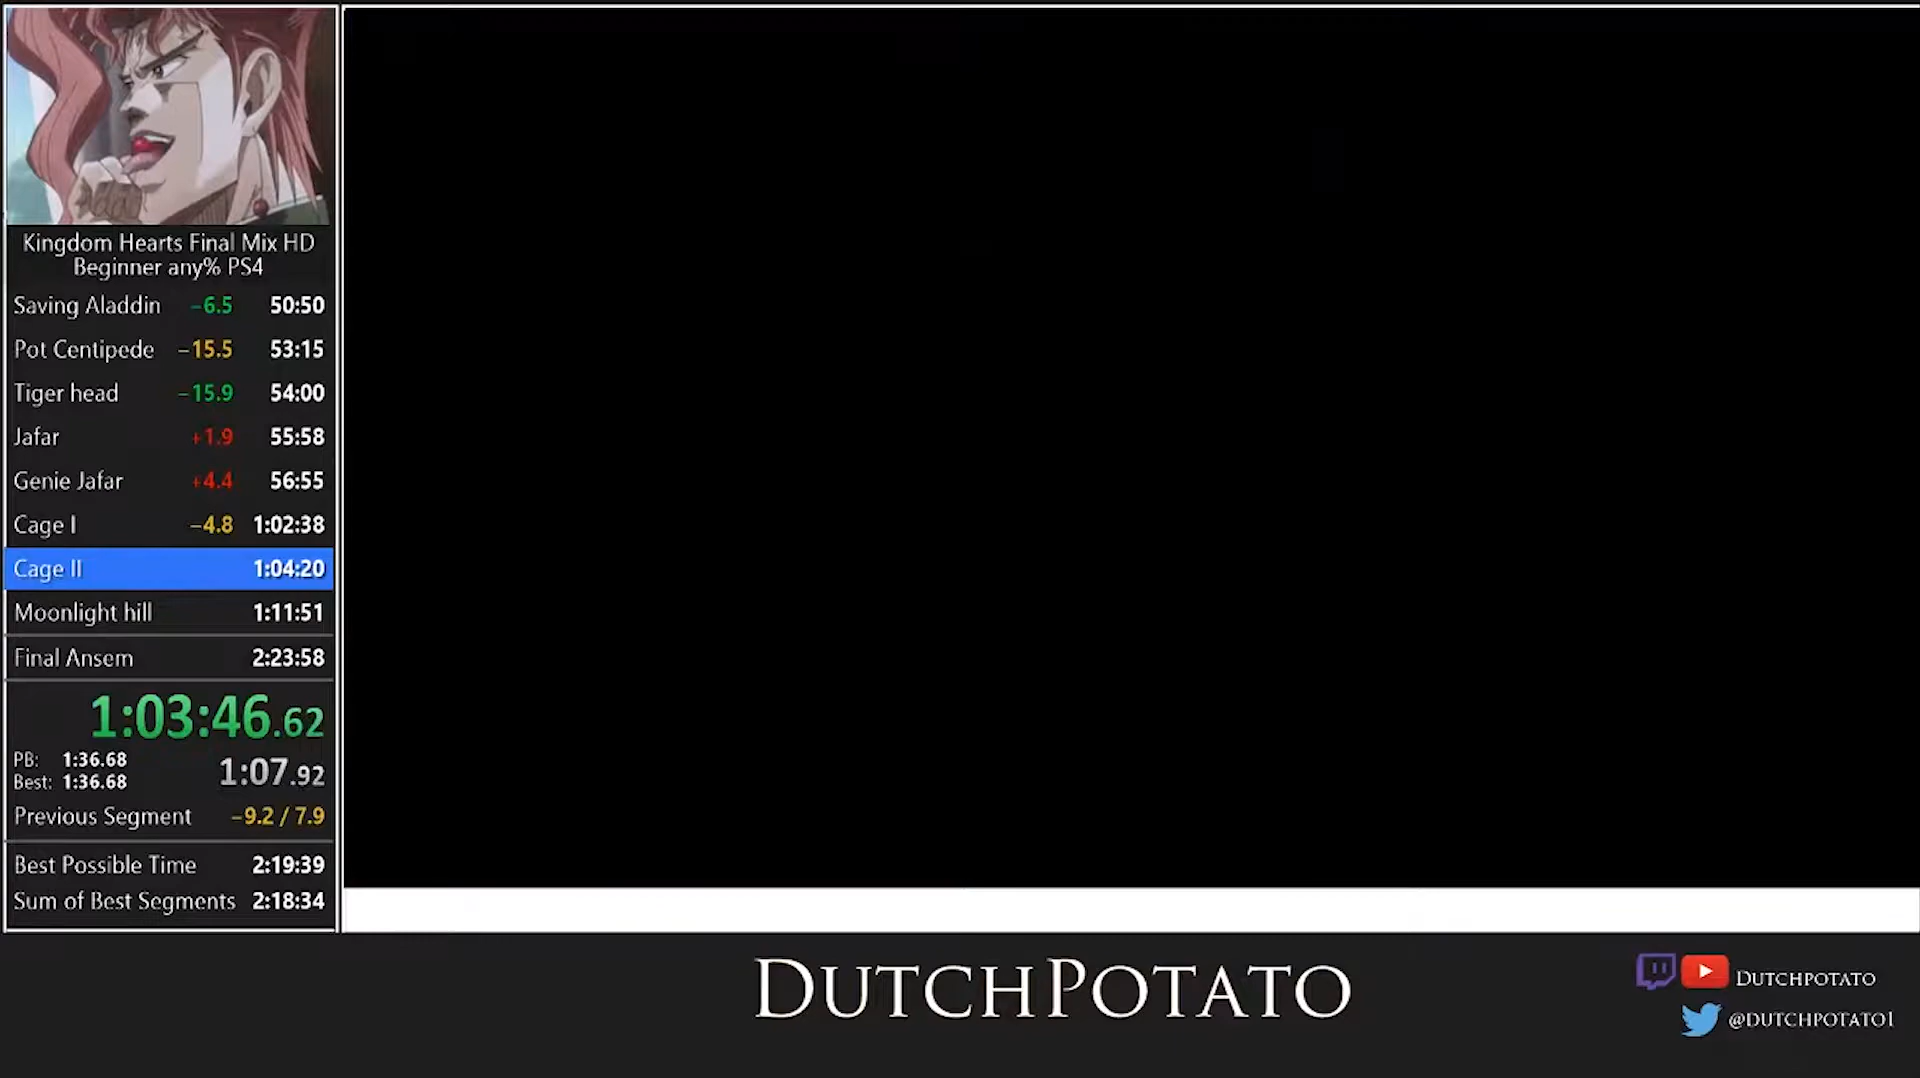 Kingdom Hearts Final Mix HD
Beginner any% PS4
Saving Aladdin -6.5 50:50
Pot Centipede -15.5 53:15
Tiger head -15.9 54:00
Jafar +1.9 55:58
Genie Jafar +4.4 56:55
Cage I -4.8 1:02:38
Cage II 1:04:20
Moonlight hill 1:11:51
Final Ansem 2:23:58
1:03:46.62
PB: 1:36.68
Best: 1:36.68
1:07.92
Previous Segment -9.2 / 7.9
Best Possible Time 2:19:39
Sum of Best Segments 2:18:34
DUTCHPOTATO
DUTCHPOTATO
@DUTCHPOTATO1